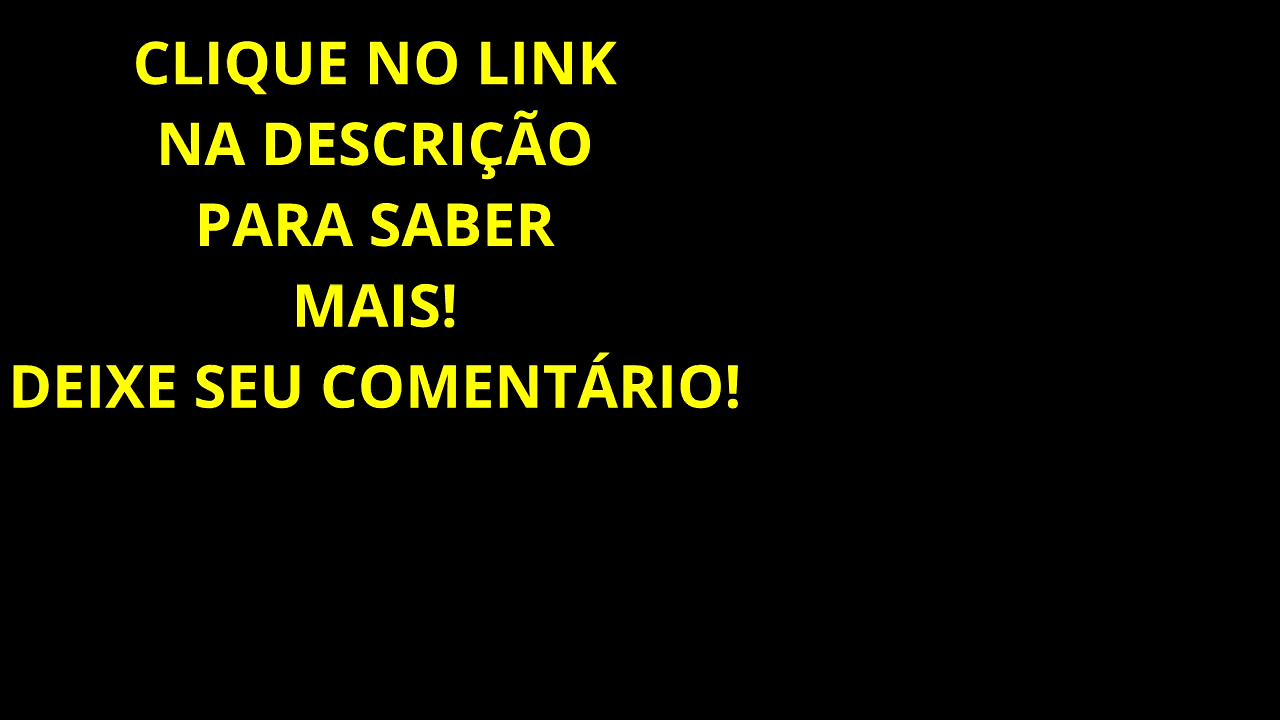 CLIQUE NO LINK
NA DESCRIÇÃO
PARA SABER
MAIS!
DEIXE SEU COMENTÁRIO!